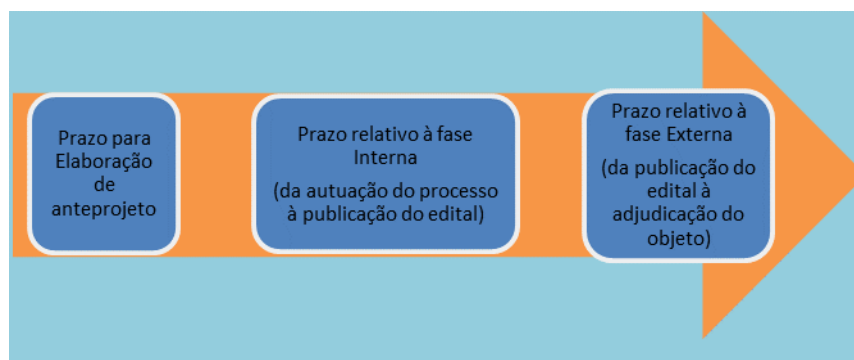 Prazo para
Elaboração
de
anteprojeto
Prazo relativo à fase
Interna
(da autuação do processo
à publicação do edital)
Prazo relativo à
fase Externa
(da publicação do
edital à
adjudicação do
objeto)